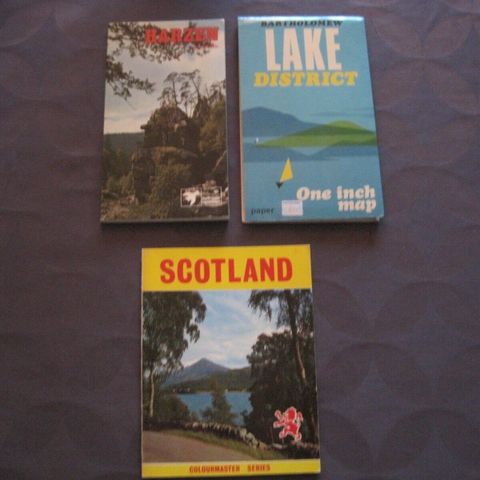 HARZEN
BARTHOLOMEW
LAKE
DISTRICT
One inch
map
paper
SCOTLAND
COLOURMASTER SERIES